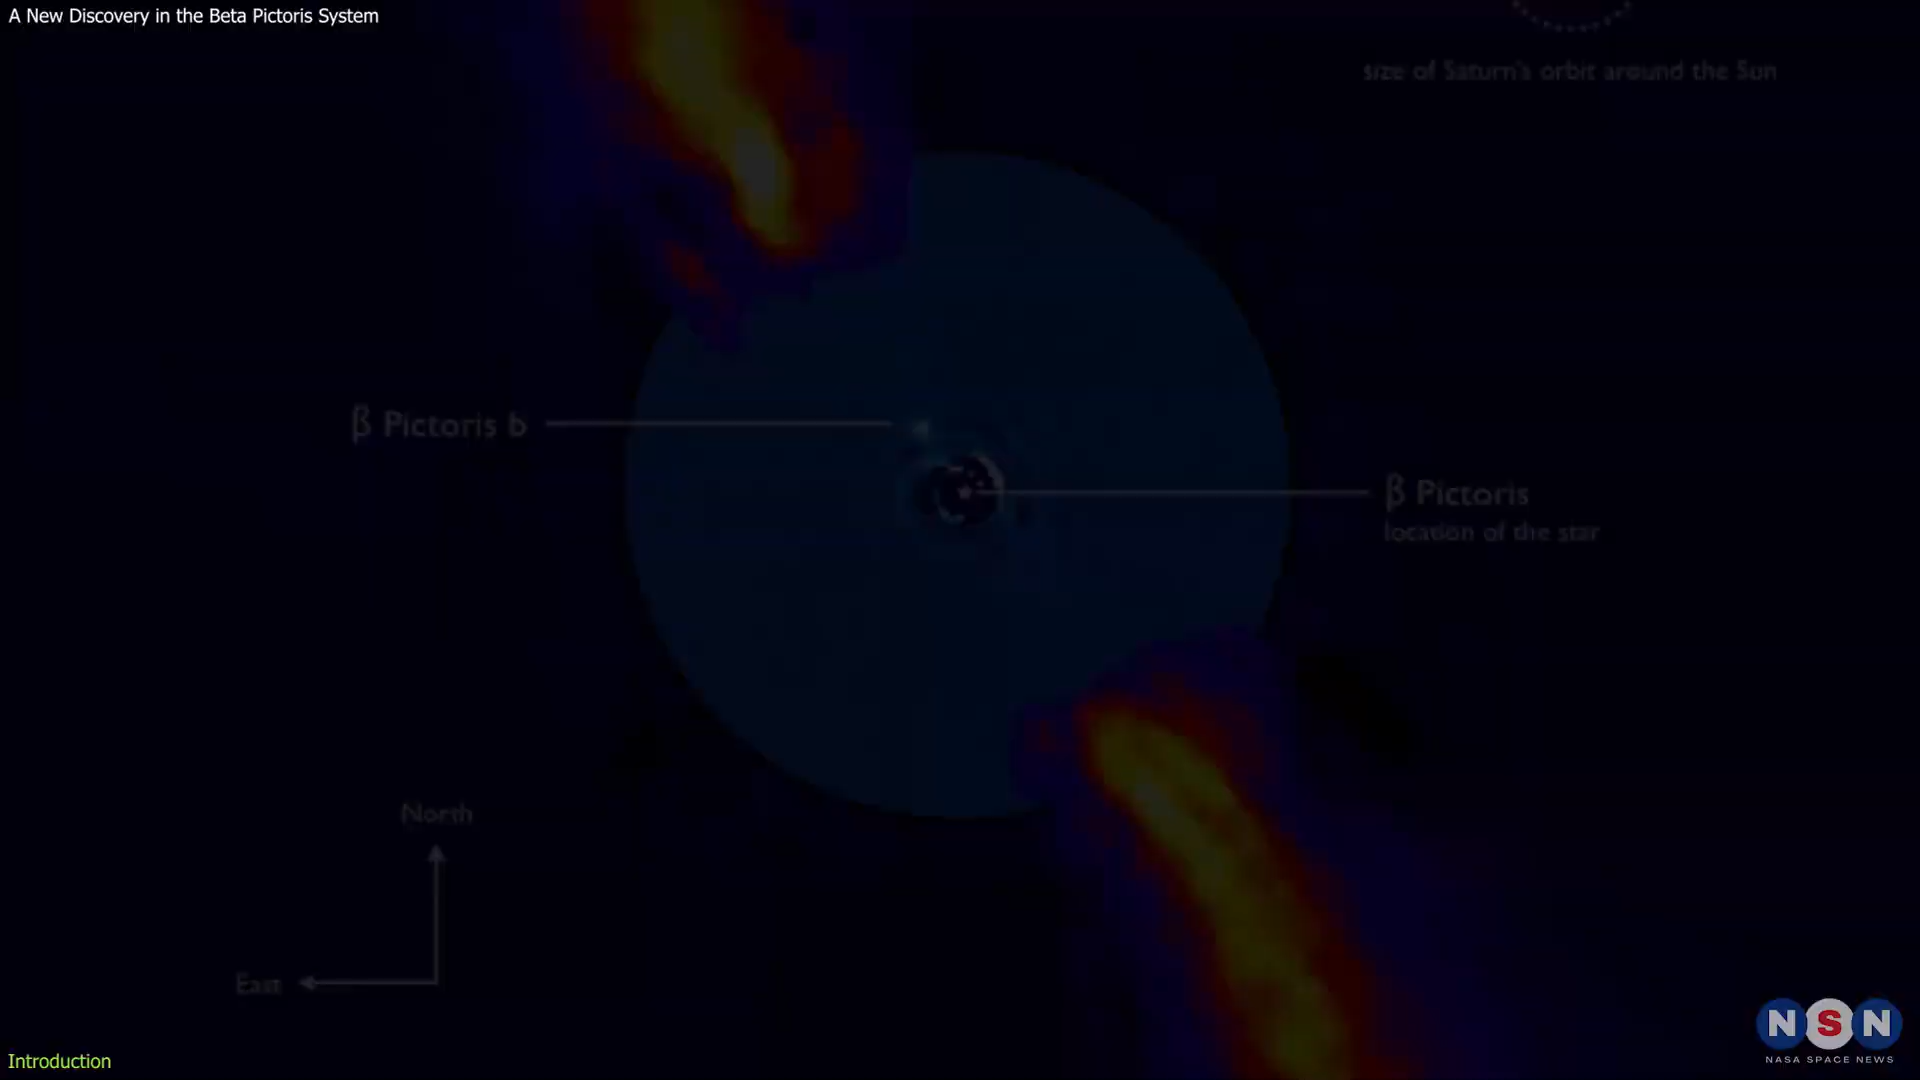 A New Discovery in the Beta Pictoris System
size of Saturn's orbit around the Sun
β Pictoris b
β Pictoris
location of the star
North
East
NSN
NASA SPACE NEWS
Introduction